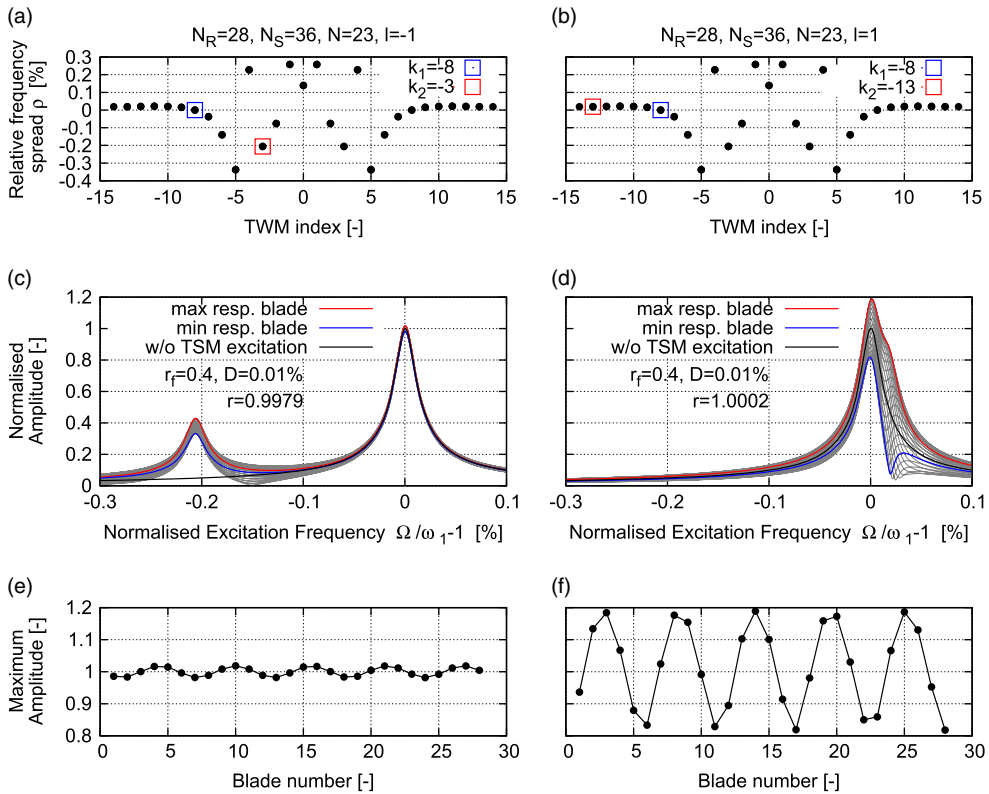 (a)
(b)
N_R=28, N_S=36, N=23, l=-1
N_R=28, N_S=36, N=23, l=1
Relative frequency
spread ρ [%]
0.3
0.2
0.1
0
-0.1
-0.2
-0.3
-0.4
k_1=-8
k_2=-3
k_1=-8
k_2=-13
-15 -10 -5 0 5 10 15
-15 -10 -5 0 5 10 15
TWM index [-]
TWM index [-]
(c)
(d)
Normalised
Amplitude [-]
1.2
1
0.8
0.6
0.4
0.2
0
max resp. blade
min resp. blade
w/o TSM excitation
r_f=0.4, D=0.01%
r=0.9979
max resp. blade
min resp. blade
w/o TSM excitation
r_f=0.4, D=0.01%
r=1.0002
-0.3 -0.2 -0.1 0 0.1
-0.3 -0.2 -0.1 0 0.1
Normalised Excitation Frequency Ω/ω_1-1 [%]
Normalised Excitation Frequency Ω/ω_1-1 [%]
(e)
(f)
Maximum
Amplitude [-]
1.2
1.1
1
0.9
0.8
0 5 10 15 20 25 30
0 5 10 15 20 25 30
Blade number [-]
Blade number [-]